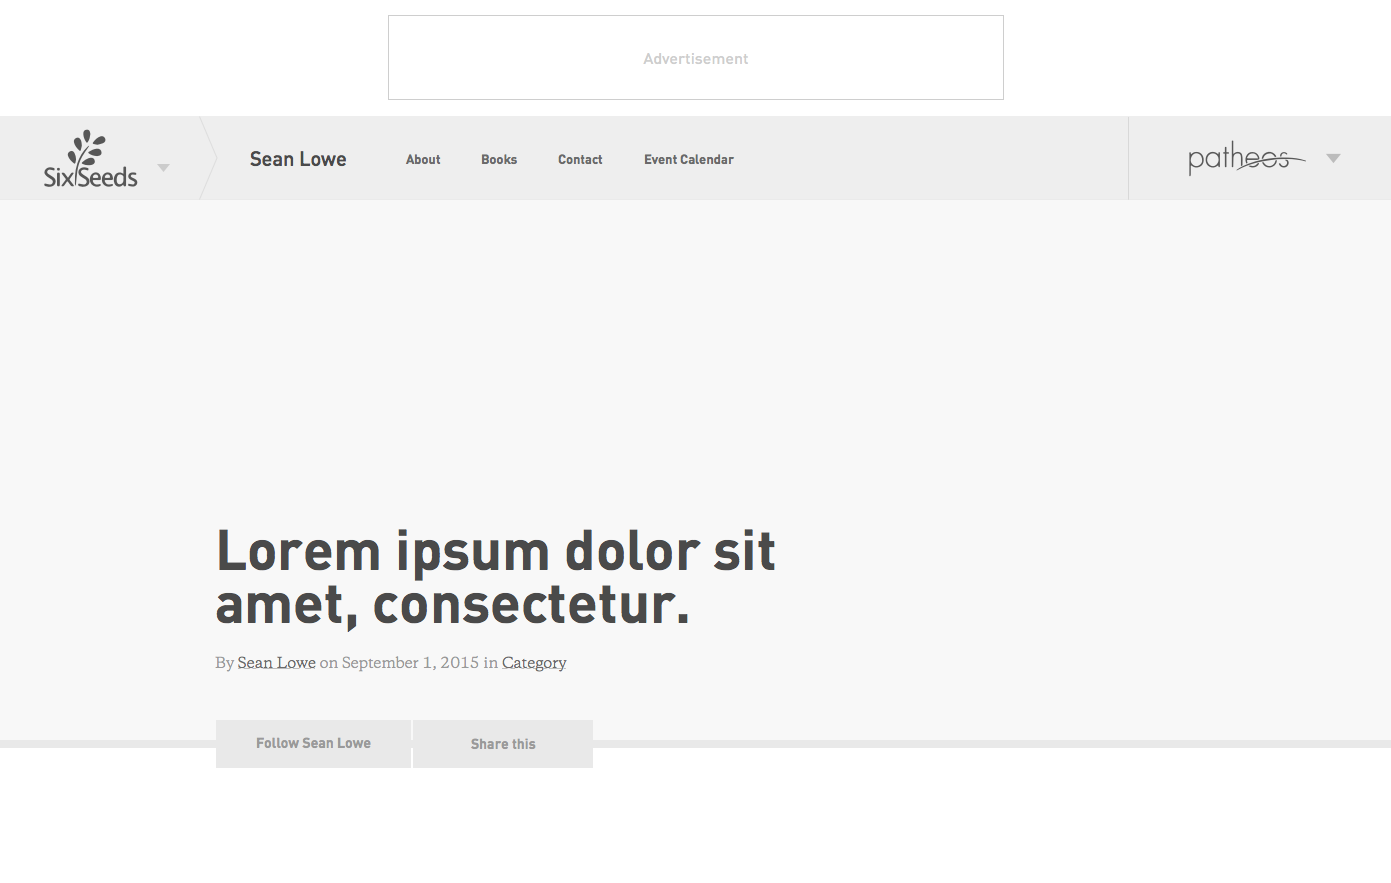 Advertisement
SixSeeds
Sean Lowe
About
Books
Contact
Event Calendar
patheos
Lorem ipsum dolor sit
amet, consectetur.
By Sean Lowe on September 1, 2015 in Category
Follow Sean Lowe
Share this